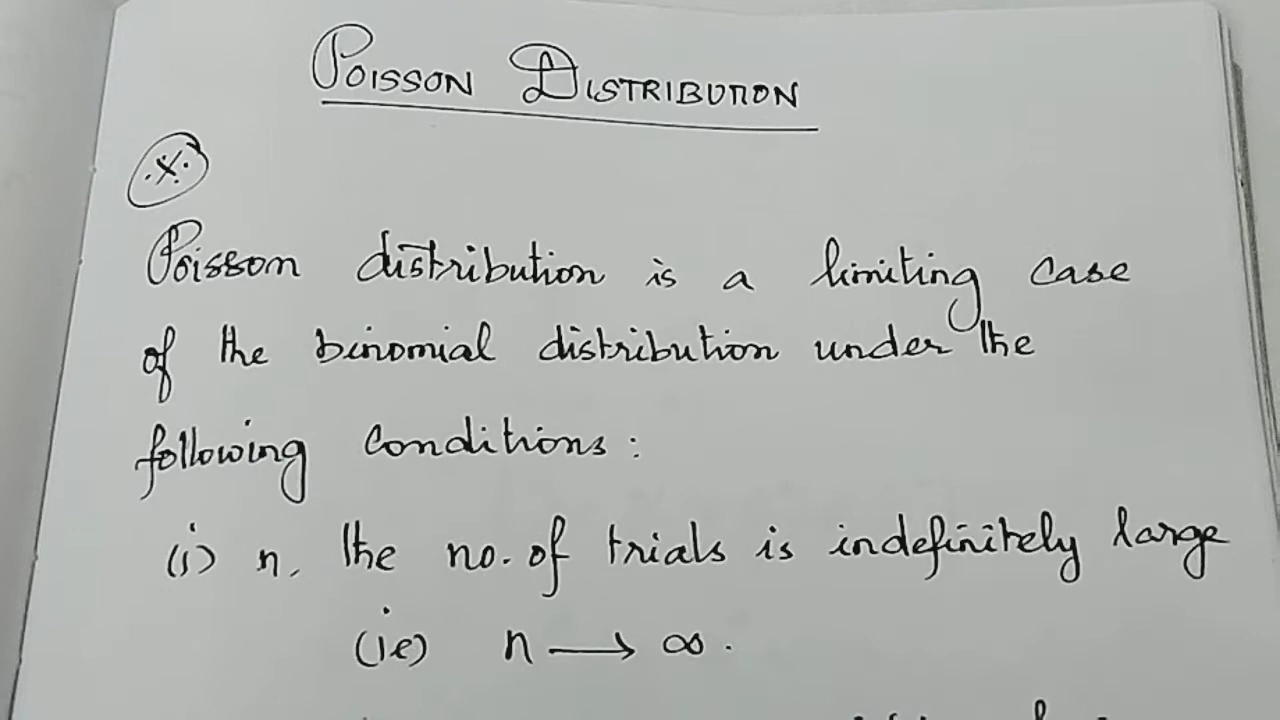 POISSON DISTRIBUTION
Poisson distribution is a limiting case
of the binomial distribution under the
following conditions:
(i) n, the no. of trials is indefinitely large
(ie) n → ∞.